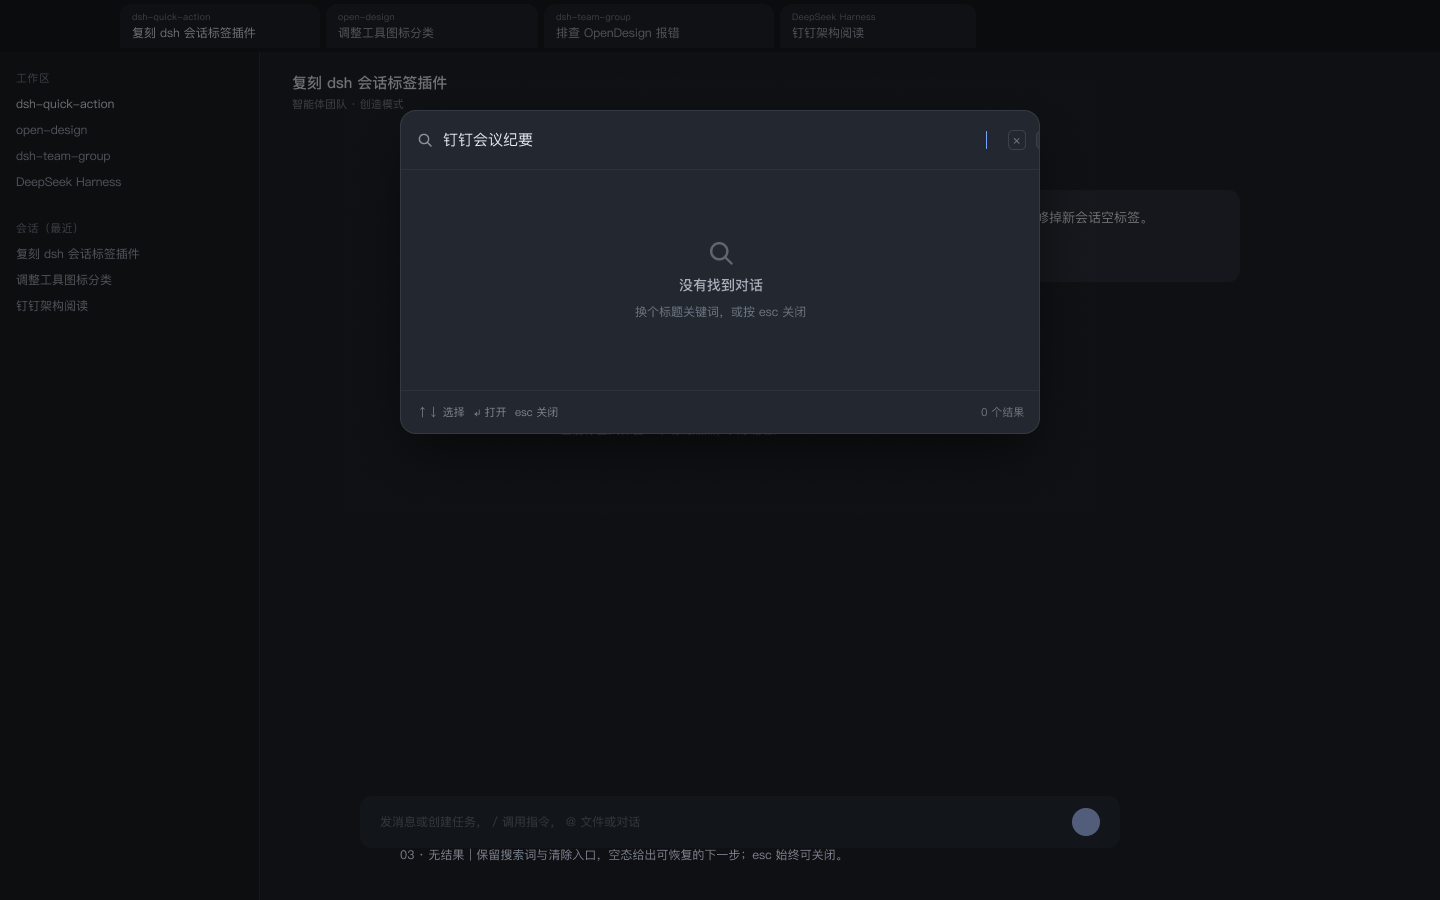 dsh-quick-action
复刻 dsh 会话标签插件
open-design
调整工具图标分类
dsh-team-group
排查 OpenDesign 报错
DeepSeek Harness
钉钉架构阅读
工作区
dsh-quick-action
open-design
dsh-team-group
DeepSeek Harness
会话（最近）
复刻 dsh 会话标签插件
调整工具图标分类
钉钉架构阅读
复刻 dsh 会话标签插件
智能体团队 · 创造模式
钉钉会议纪要
掉新会话空标签。
没有找到对话
换个标题关键词，或按 esc 关闭
↑↓ 选择 ↲ 打开 esc 关闭
0 个结果
发消息或创建任务， / 调用指令， @ 文件或对话
03 · 无结果｜保留搜索词与清除入口，空态给出可恢复的下一步；esc 始终可关闭。